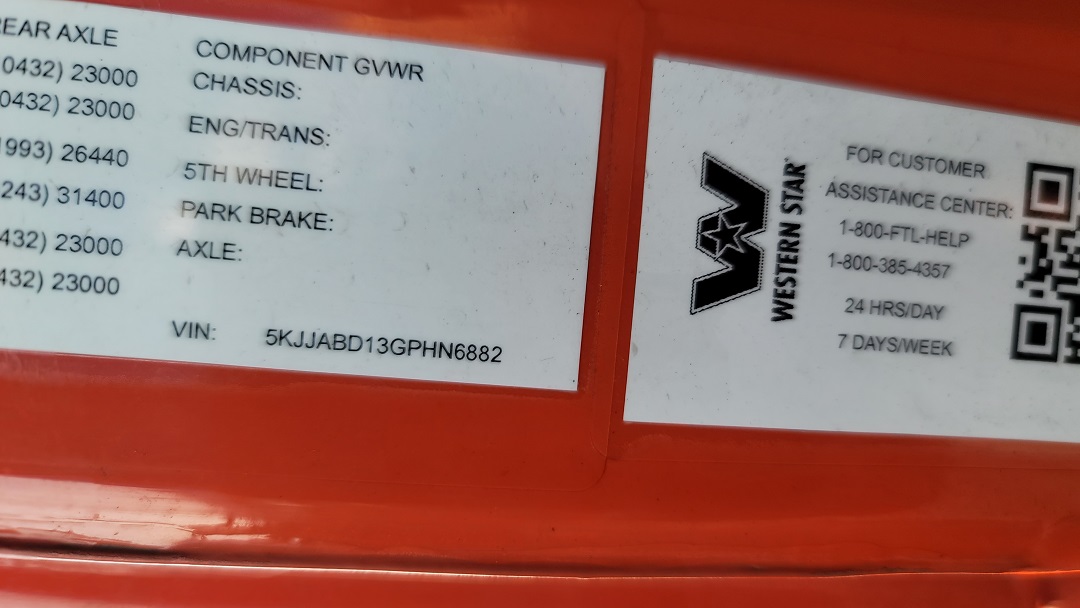 REAR AXLE
0432) 23000
0432) 23000
1993) 26440
243) 31400
432) 23000
432) 23000
COMPONENT GVWR
CHASSIS:
ENG/TRANS:
5TH WHEEL:
PARK BRAKE:
AXLE:
VIN: 5KJJABD13GPHN6882
WESTERN STAR
FOR CUSTOMER
ASSISTANCE CENTER:
1-800-FTL-HELP
1-800-385-4357
24 HRS/DAY
7 DAYS/WEEK